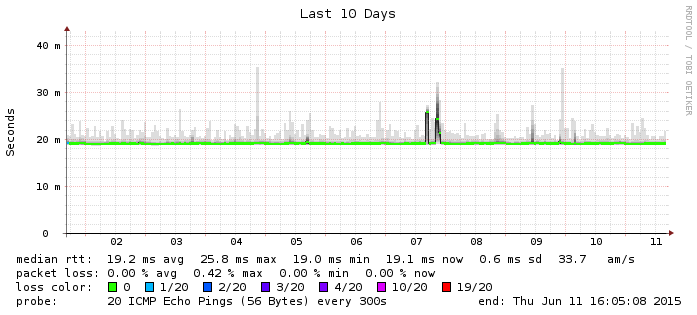 Last 10 Days
RRDTOOL / TOBI OETIKER
Seconds
40 m
30 m
20 m
10 m
0
02 03 04 05 06 07 08 09 10 11
median rtt: 19.2 ms avg 25.8 ms max 19.0 ms min 19.1 ms now 0.6 ms sd 33.7 am/s
packet loss: 0.00 % avg 0.42 % max 0.00 % min 0.00 % now
loss color: 0 1/20 2/20 3/20 4/20 10/20 19/20
probe: 20 ICMP Echo Pings (56 Bytes) every 300s end: Thu Jun 11 16:05:08 2015